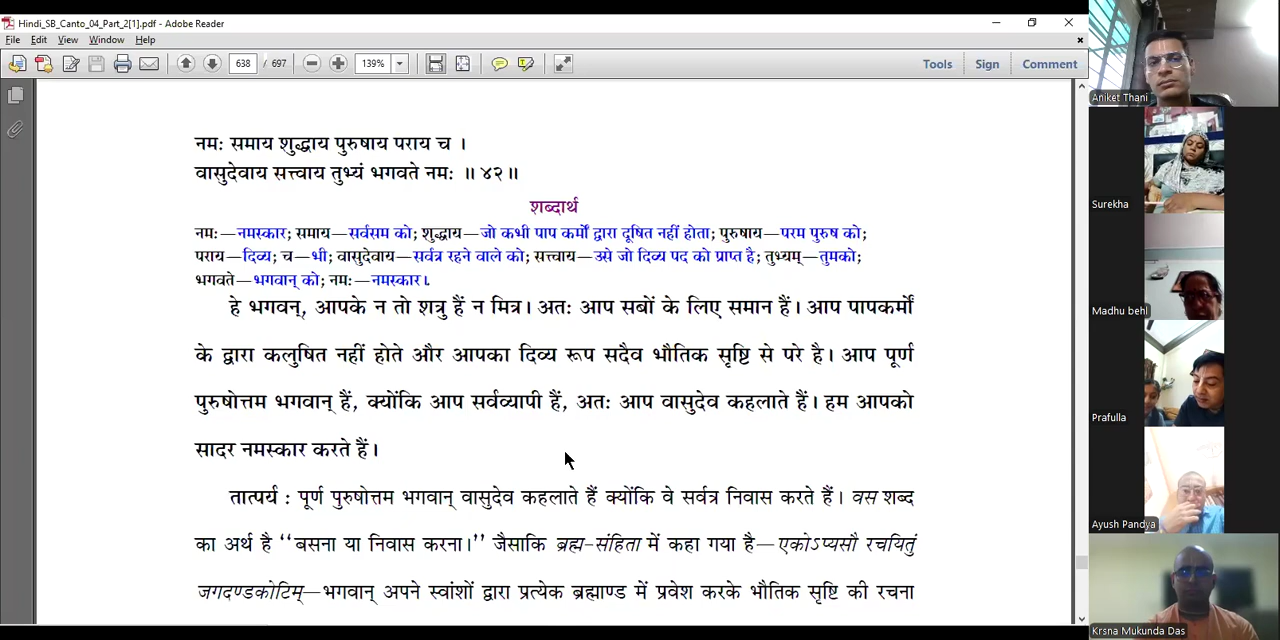 Hindi_SB_Canto_04_Part_2[1].pdf - Adobe Reader
File Edit View Window Help
638 / 697 139% Tools Sign Comment
नमः समाय शुद्धाय पुरुषाय पराय च ।
वासुदेवाय सत्त्वाय तुभ्यं भगवते नमः ॥ ४२॥
शब्दार्थ
नमः—नमस्कार; समाय—सर्वसम को; शुद्धाय—जो कभी पाप कर्मों द्वारा दूषित नहीं होता; पुरुषाय—परम पुरुष को;
पराय—दिव्य; च—भी; वासुदेवाय—सर्वत्र रहने वाले को; सत्त्वाय—उसे जो दिव्य पद को प्राप्त है; तुभ्यम्—तुमको;
भगवते—भगवान् को; नमः—नमस्कार।.
हे भगवन्, आपके न तो शत्रु हैं न मित्र। अतः आप सबों के लिए समान हैं। आप पापकर्मों
के द्वारा कलुषित नहीं होते और आपका दिव्य रूप सदैव भौतिक सृष्टि से परे है। आप पूर्ण
पुरुषोत्तम भगवान् हैं, क्योंकि आप सर्वव्यापी हैं, अतः आप वासुदेव कहलाते हैं। हम आपको
सादर नमस्कार करते हैं।
तात्पर्य : पूर्ण पुरुषोत्तम भगवान् वासुदेव कहलाते हैं क्योंकि वे सर्वत्र निवास करते हैं। वस शब्द
का अर्थ है ‘‘बसना या निवास करना।’’ जैसाकि ब्रह्म-संहिता में कहा गया है—एकोऽप्यसौ रचयितुं
जगदण्डकोटिम्—भगवान् अपने स्वांशों द्वारा प्रत्येक ब्रह्माण्ड में प्रवेश करके भौतिक सृष्टि की रचना
Aniket Thani
Surekha
Madhu behl
Prafulla
Ayush Pandya
Krsna Mukunda Das